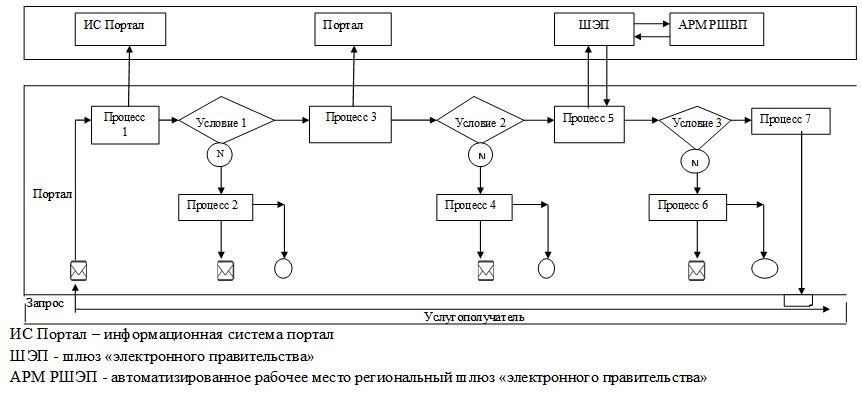 ИС Портал
Портал
ШЭП
АРМ РШВП
Процесс
1
Условие 1
Процесс 3
Условие 2
Процесс 5
Условие 3
Процесс 7
N
N
N
Портал
Процесс 2
Процесс 4
Процесс 6
Запрос
Услугополучатель
ИС Портал – информационная система портал
ШЭП - шлюз «электронного правительства»
АРМ РШЭП - автоматизированное рабочее место региональный шлюз «электронного правительства»